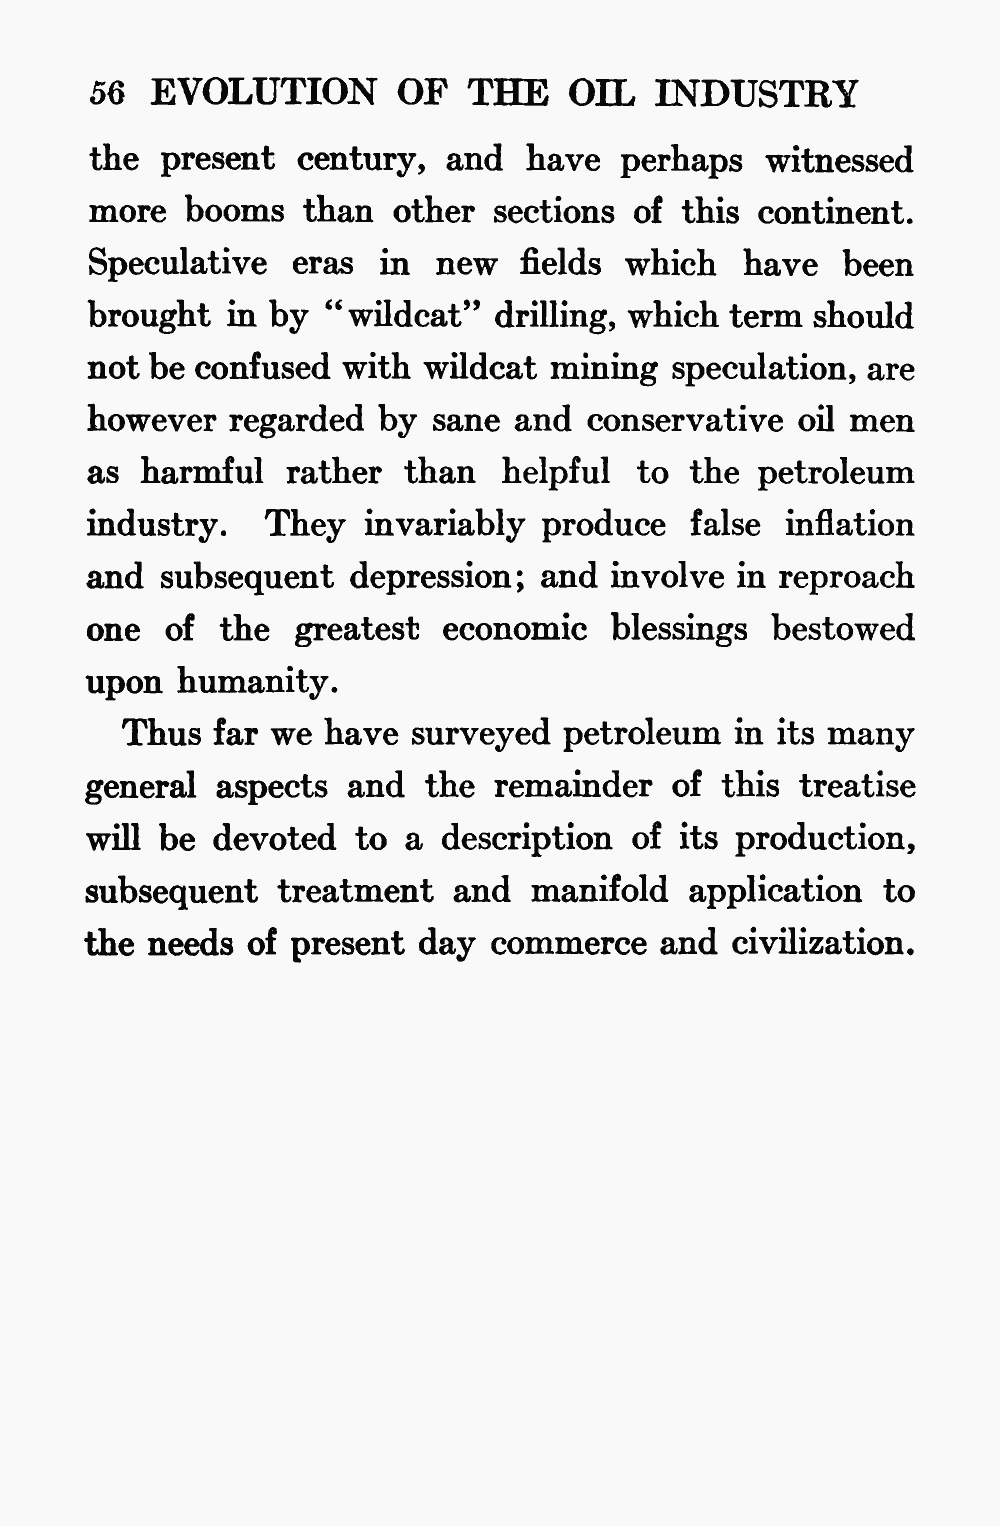 56 EVOLUTION OF THE OIL INDUSTRY
the present century, and have perhaps witnessed
more booms than other sections of this continent.
Speculative eras in new fields which have been
brought in by “wildcat” drilling, which term should
not be confused with wildcat mining speculation, are
however regarded by sane and conservative oil men
as harmful rather than helpful to the petroleum
industry. They invariably produce false inflation
and subsequent depression; and involve in reproach
one of the greatest economic blessings bestowed
upon humanity.
Thus far we have surveyed petroleum in its many
general aspects and the remainder of this treatise
will be devoted to a description of its production,
subsequent treatment and manifold application to
the needs of present day commerce and civilization.